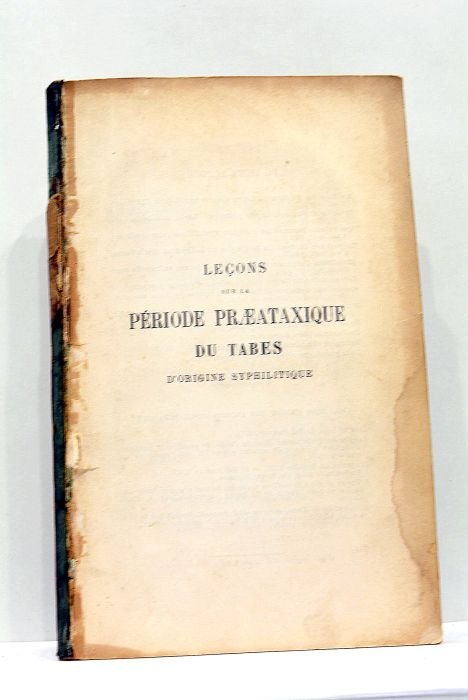 LEÇONS
SUR LA
PÉRIODE PRÆATAXIQUE
DU TABES
D'ORIGINE SYPHILITIQUE